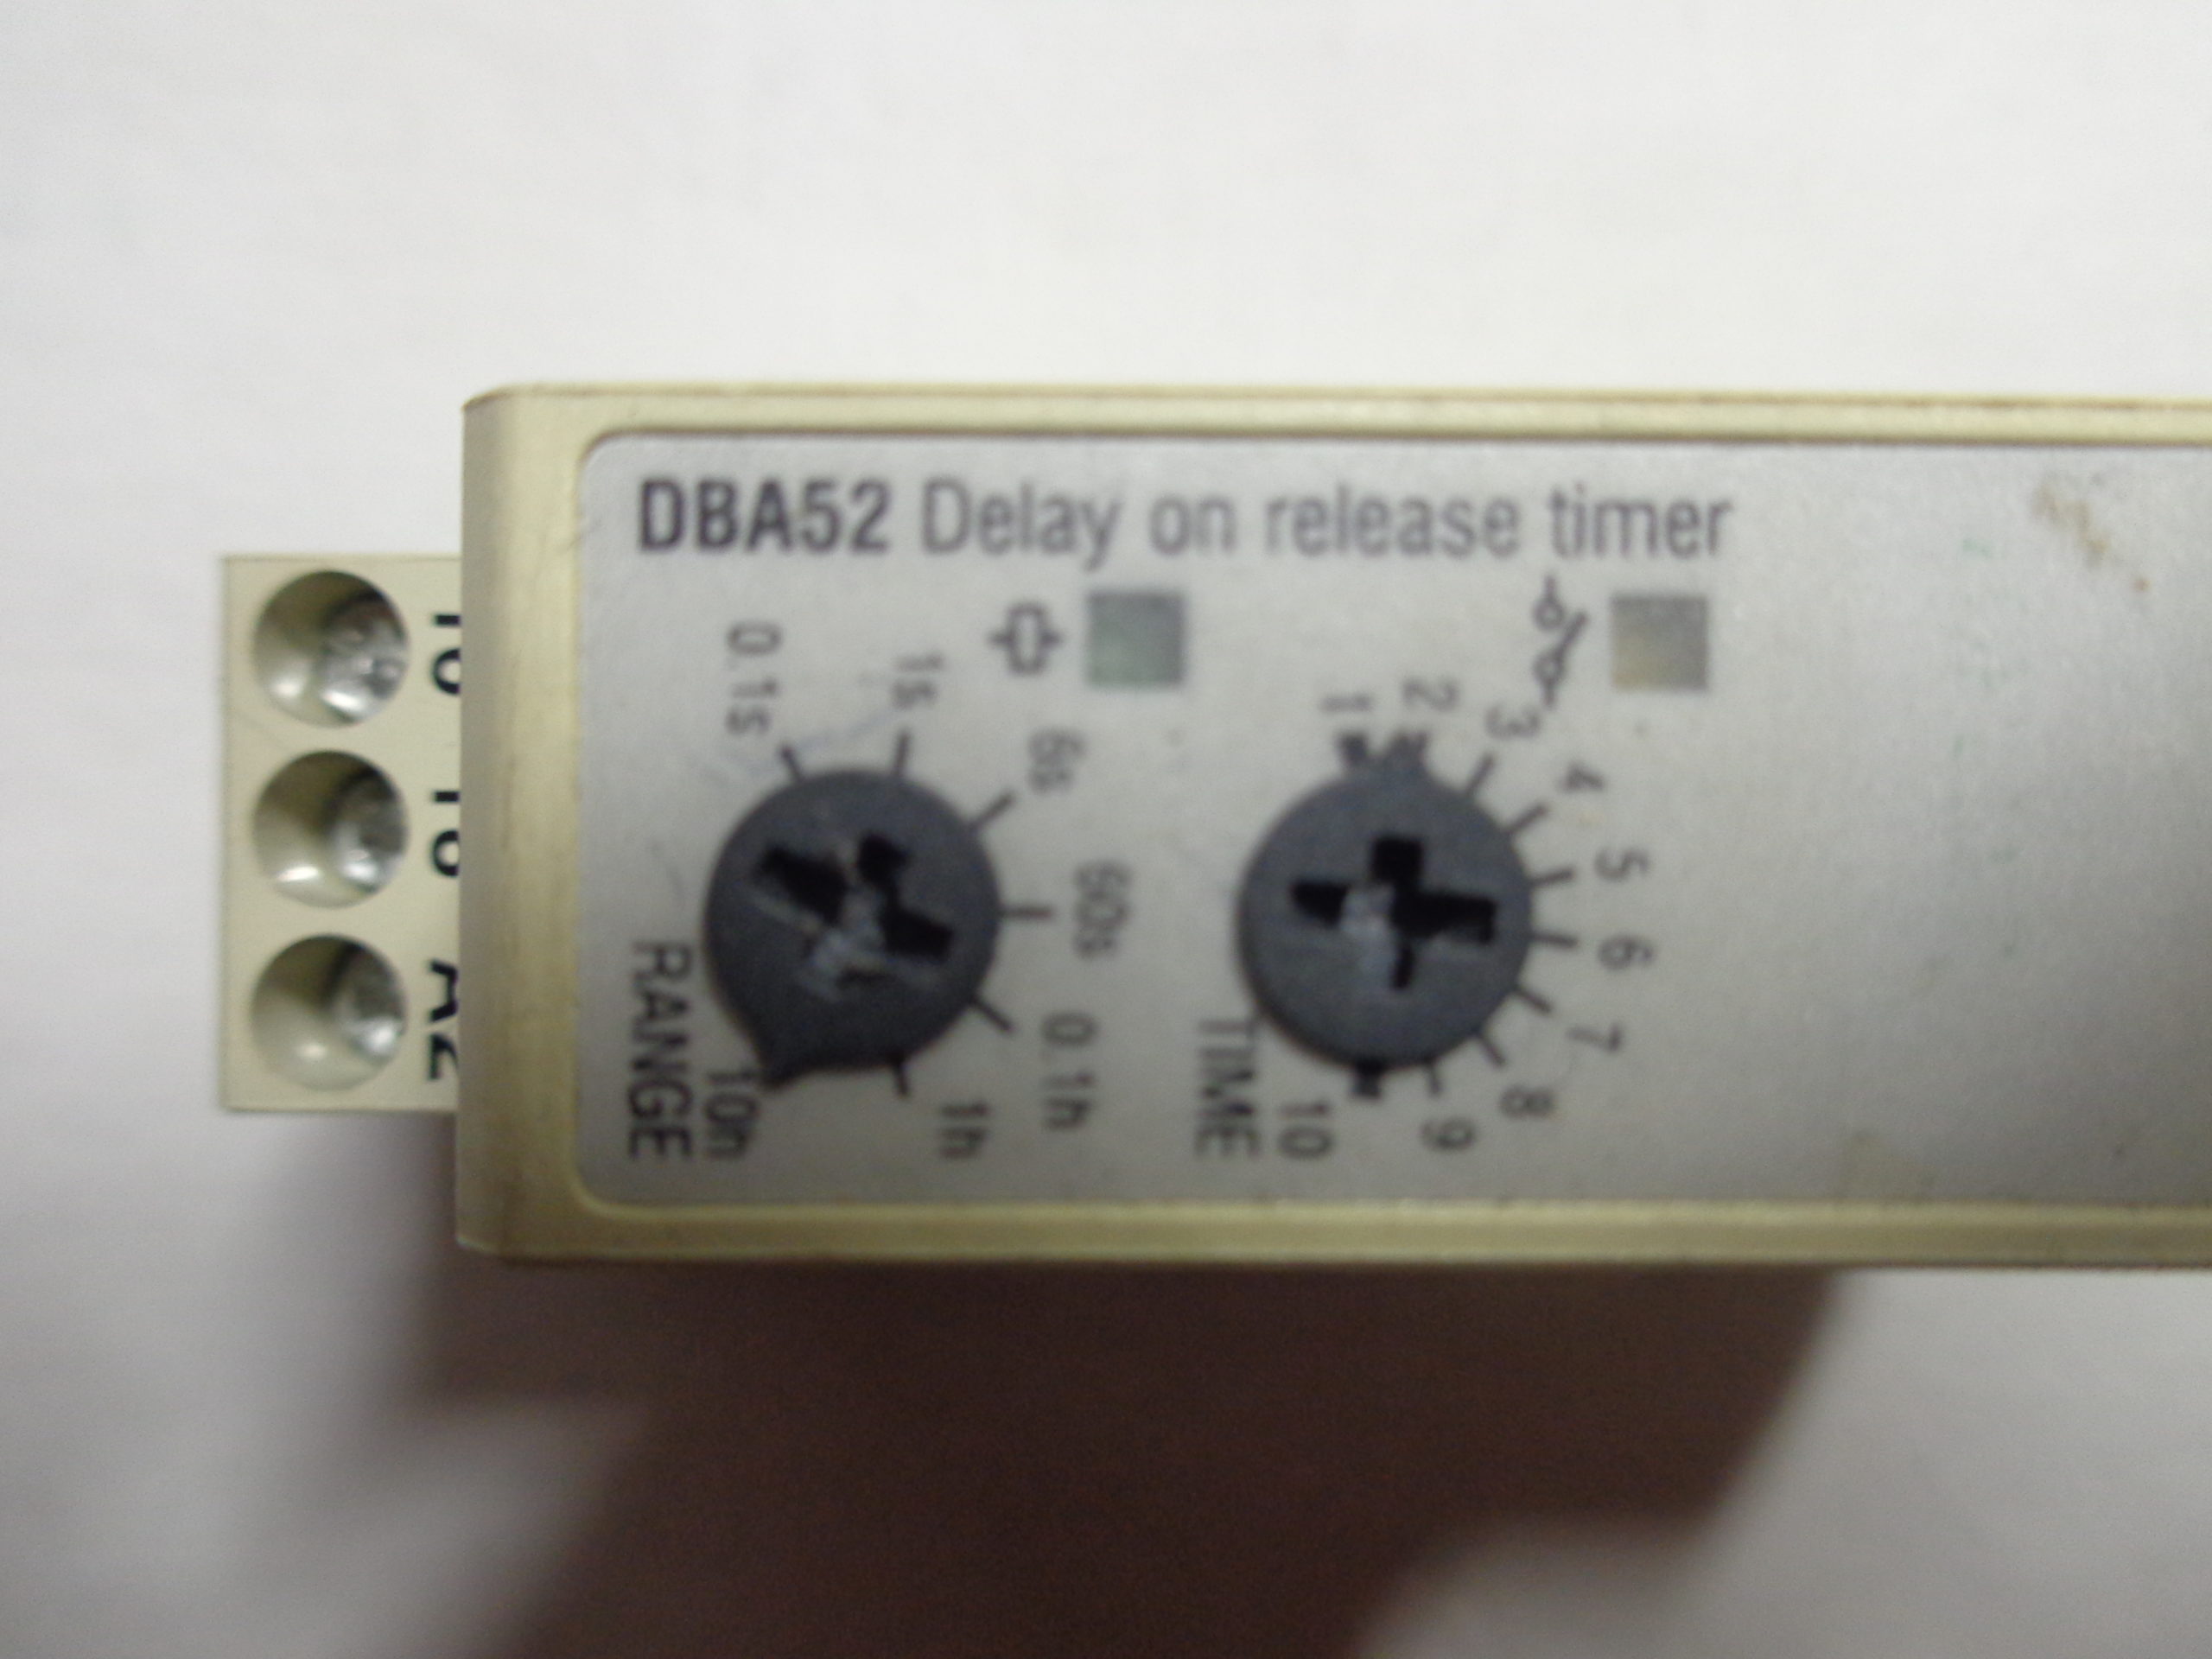 DBA52 Delay on release timer
0.1s
1s
6s
60s
0.1h
1h
10h
RANGE
1
2
3
4
5
6
7
8
9
10
TIME
A2